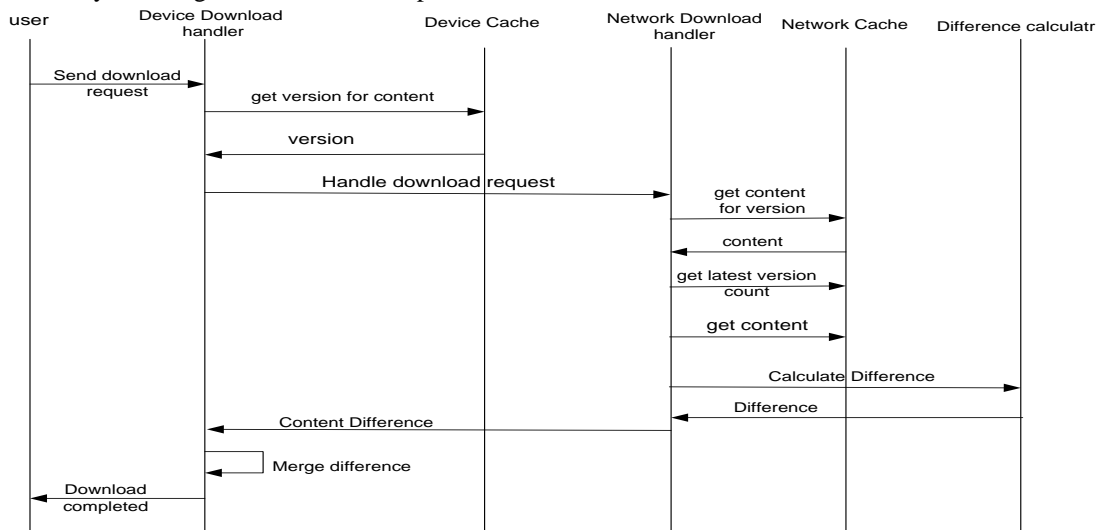 user
Device Download
handler
Device Cache
Network Download
handler
Network Cache
Difference calculatr
Send download
request
get version for content
version
Handle download request
get content
for version
content
get latest version
count
get content
Calculate Difference
Difference
Content Difference
Merge difference
Download
completed